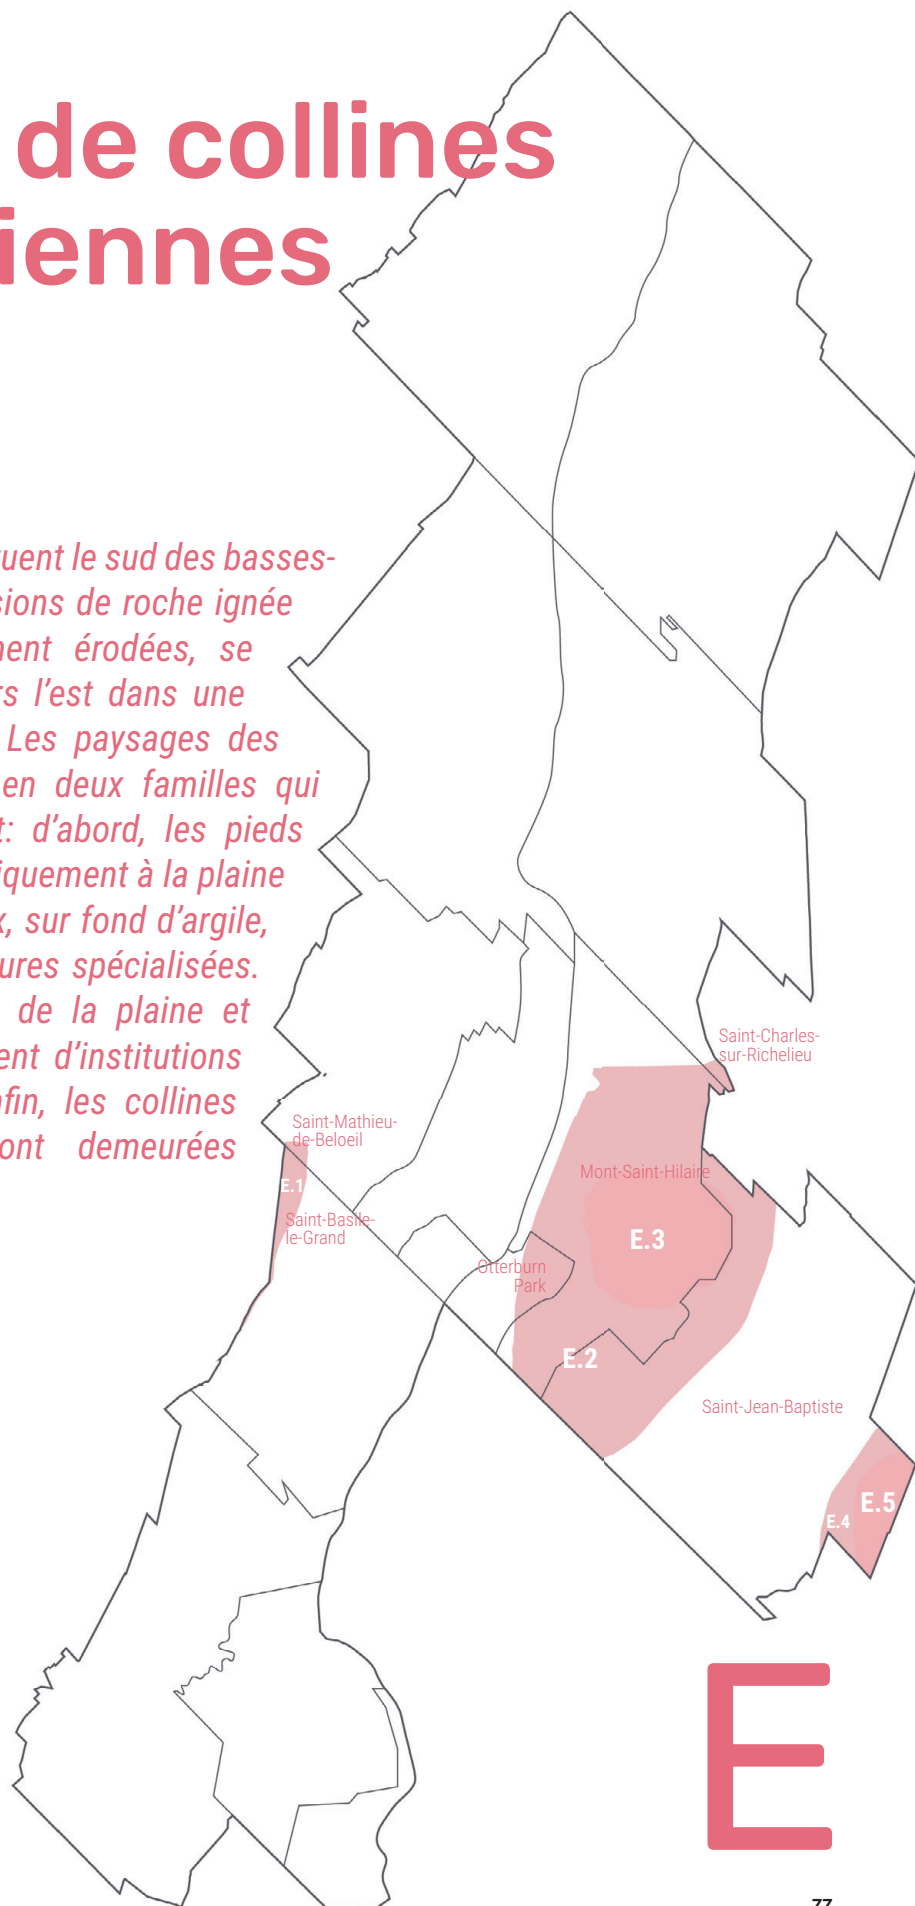 de collines
iennes
uent le sud des basses-
sions de roche ignée
ment érodées, se
rs l'est dans une
Les paysages des
en deux familles qui
t: d'abord, les pieds
iquement à la plaine
x, sur fond d'argile,
ures spécialisées.
de la plaine et
ent d'institutions
nfin, les collines
ont demeurées
Saint-Charles-
sur-Richelieu
Saint-Mathieu-
de-Beloeil
Mont-Saint-Hilaire
E.1
Saint-Basile-
le-Grand
E.3
Otterburn
Park
E.2
Saint-Jean-Baptiste
E.5
E.4
E
77